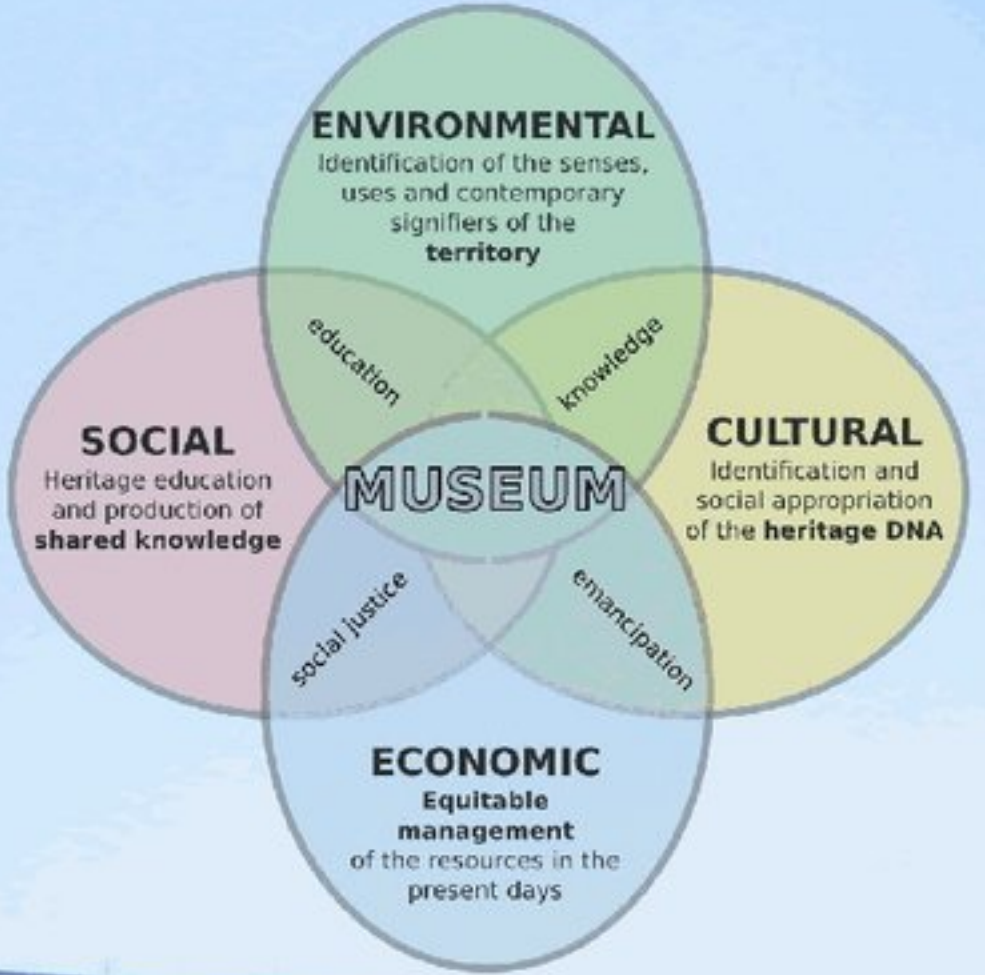 ENVIRONMENTAL
Identification of the senses,
uses and contemporary
signifiers of the
territory
education
knowledge
SOCIAL
Heritage education
and production of
shared knowledge
MUSEUM
CULTURAL
Identification and
social appropriation
of the heritage DNA
social justice
emancipation
ECONOMIC
Equitable
management
of the resources in the
present days